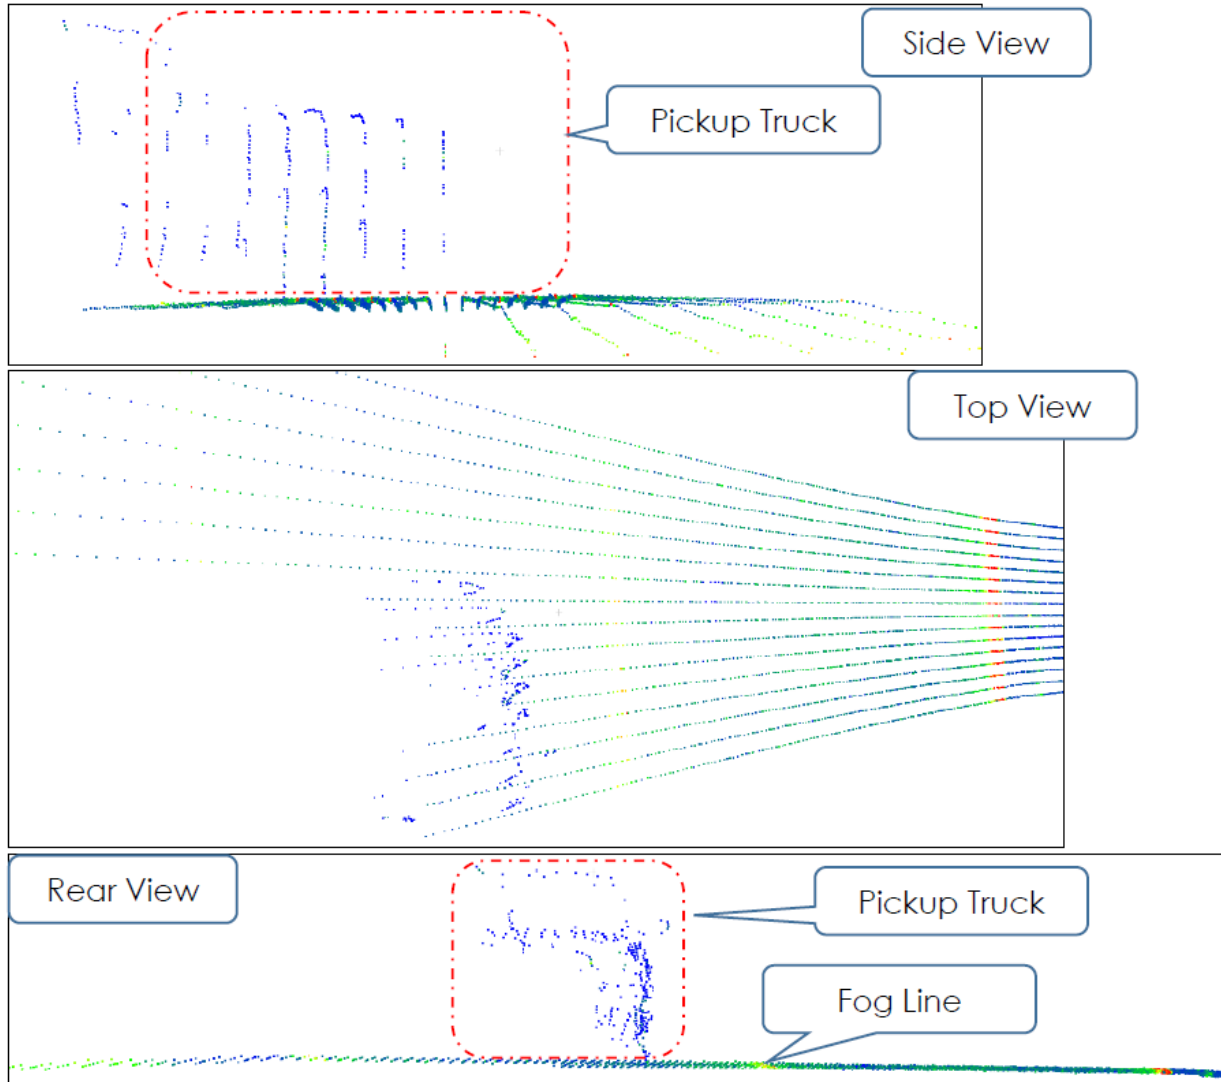 Side View
Pickup Truck
Top View
Rear View
Pickup Truck
Fog Line